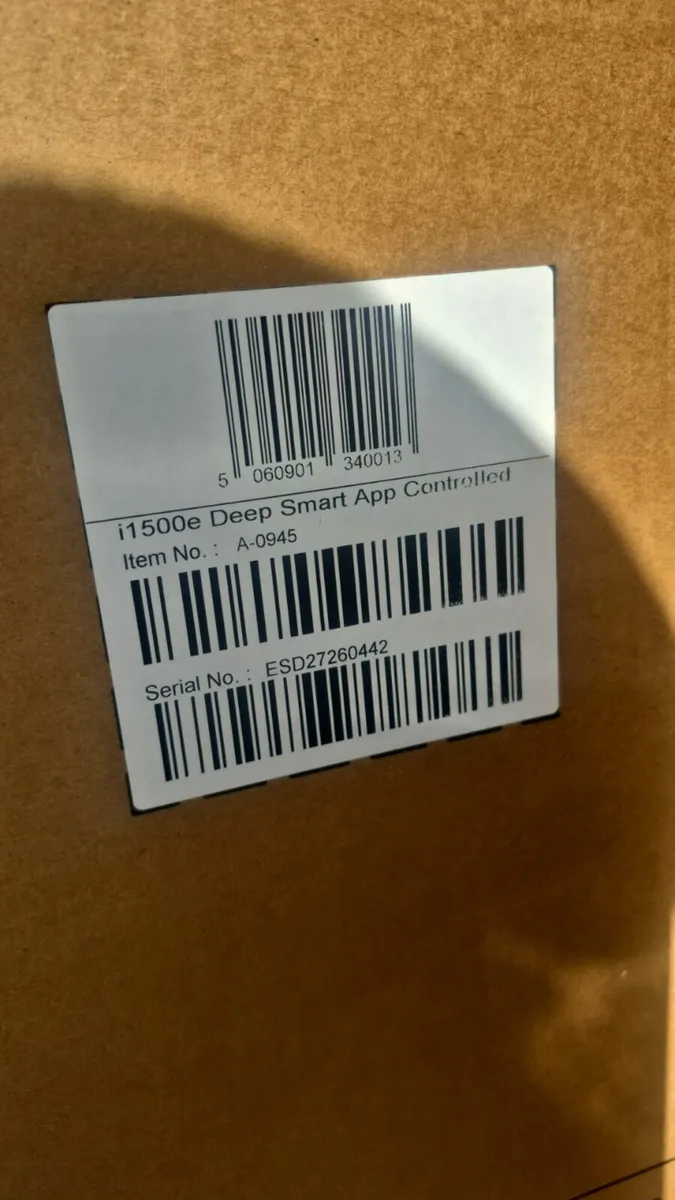 5 060901 340013
i1500e Deep Smart App Controlled
Item No. : A-0945
Serial No. : ESD27260442